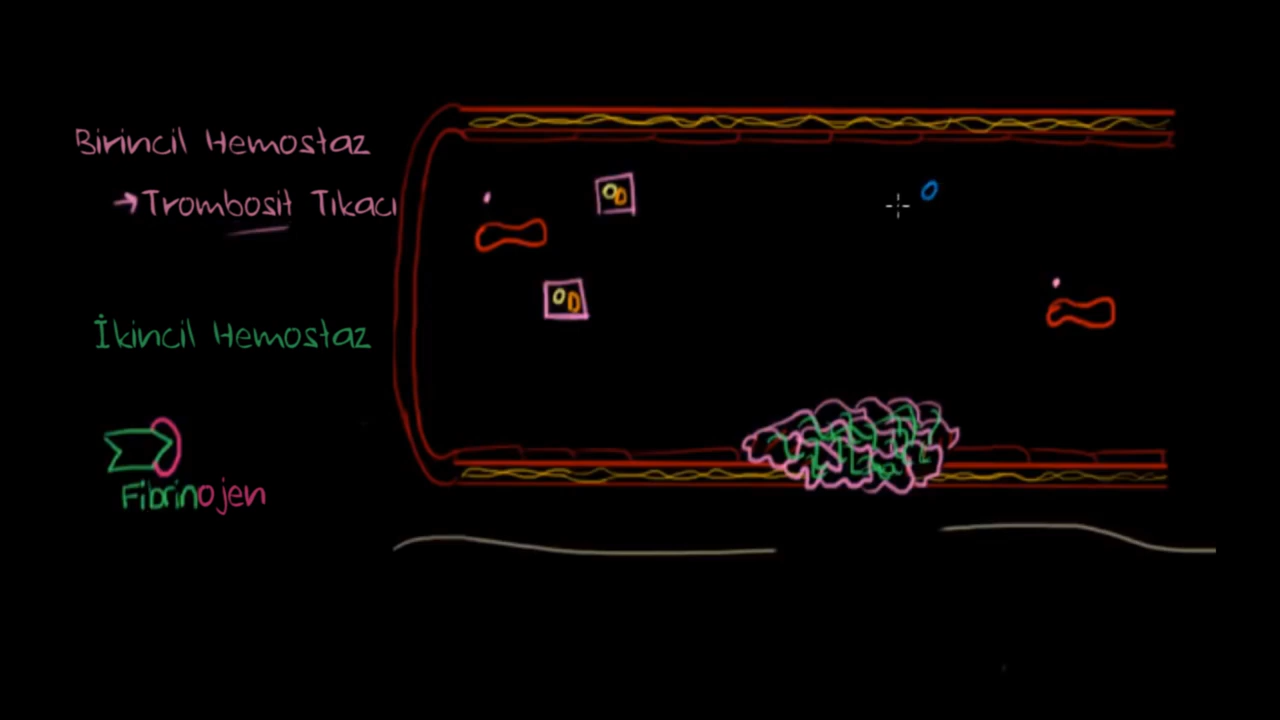 Birincil Hemostaz
→ Trombosit Tıkacı
İkincil Hemostaz
Fibrinojen